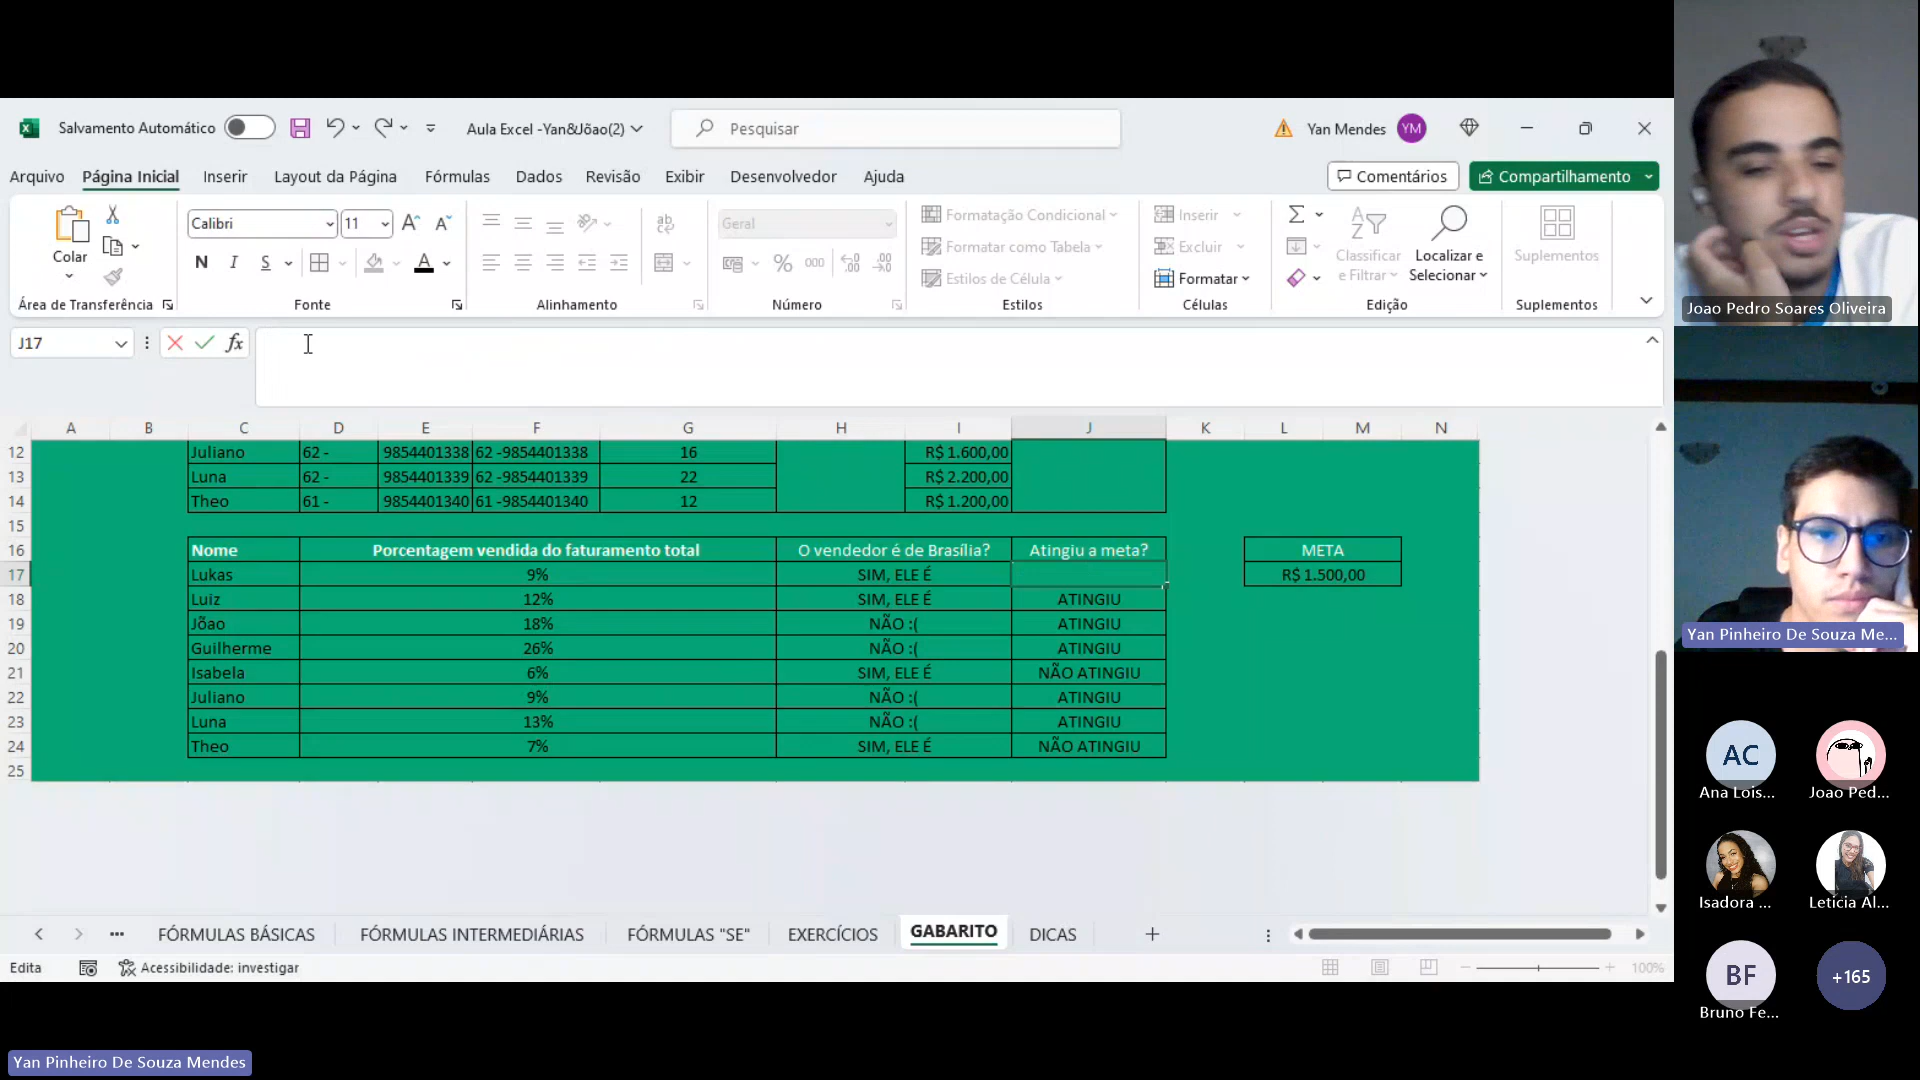 Salvamento Automático
Aula Excel -Yan&Jõao(2)
Pesquisar
Yan Mendes
YM
Arquivo
Página Inicial
Inserir
Layout da Página
Fórmulas
Dados
Revisão
Exibir
Desenvolvedor
Ajuda
Comentários
Compartilhamento
Colar
Calibri
11
N I S
Geral
% 000
Formatação Condicional
Formatar como Tabela
Estilos de Célula
Inserir
Excluir
Formatar
Classificar e Filtrar
Localizar e Selecionar
Suplementos
Área de Transferência
Fonte
Alinhamento
Número
Estilos
Células
Edição
Suplementos
J17
fx
A B C D E F G H I J K L M N
12 Juliano 62 - 9854401338 62 -9854401338 16 R$ 1.600,00
13 Luna 62 - 9854401339 62 -9854401339 22 R$ 2.200,00
14 Theo 61 - 9854401340 61 -9854401340 12 R$ 1.200,00
15
16 Nome Porcentagem vendida do faturamento total O vendedor é de Brasília? Atingiu a meta? META
17 Lukas 9% SIM, ELE É R$ 1.500,00
18 Luiz 12% SIM, ELE É ATINGIU
19 Jõao 18% NÃO :( ATINGIU
20 Guilherme 26% NÃO :( ATINGIU
21 Isabela 6% SIM, ELE É NÃO ATINGIU
22 Juliano 9% NÃO :( ATINGIU
23 Luna 13% NÃO :( ATINGIU
24 Theo 7% SIM, ELE É NÃO ATINGIU
25
FÓRMULAS BÁSICAS
FÓRMULAS INTERMEDIÁRIAS
FÓRMULAS "SE"
EXERCÍCIOS
GABARITO
DICAS
Edita
Acessibilidade: investigar
100%
Yan Pinheiro De Souza Mendes
Joao Pedro Soares Oliveira
Yan Pinheiro De Souza Me...
AC
Ana Lois...
Joao Ped...
Isadora ...
Letícia Al...
BF
Bruno Fe...
+165